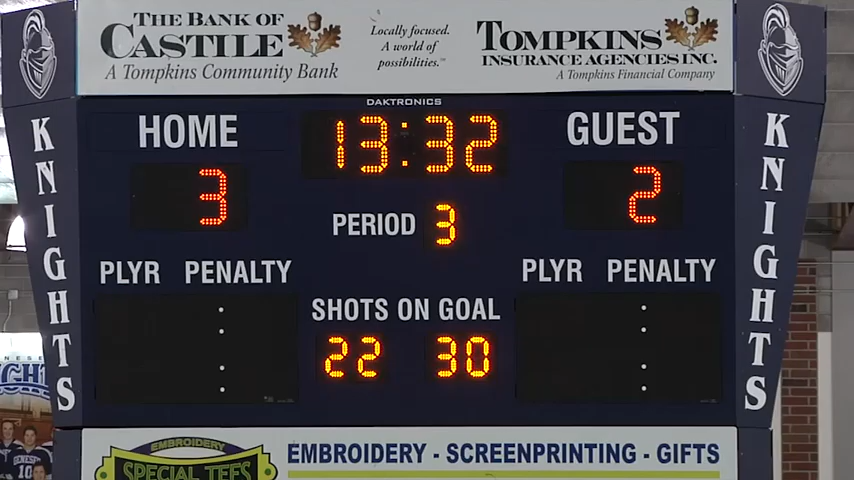 THE BANK OF
CASTILE
A Tompkins Community Bank
Locally focused.
A world of
possibilities.
TOMPKINS
INSURANCE AGENCIES INC.
A Tompkins Financial Company
DAKTRONICS
HOME
13:32
GUEST
3
2
PERIOD 3
PLYR PENALTY
PLYR PENALTY
SHOTS ON GOAL
22 30
KNIGHTS
KNIGHTS
EMBROIDERY
SPECIAL TEES
EMBROIDERY - SCREENPRINTING - GIFTS
10